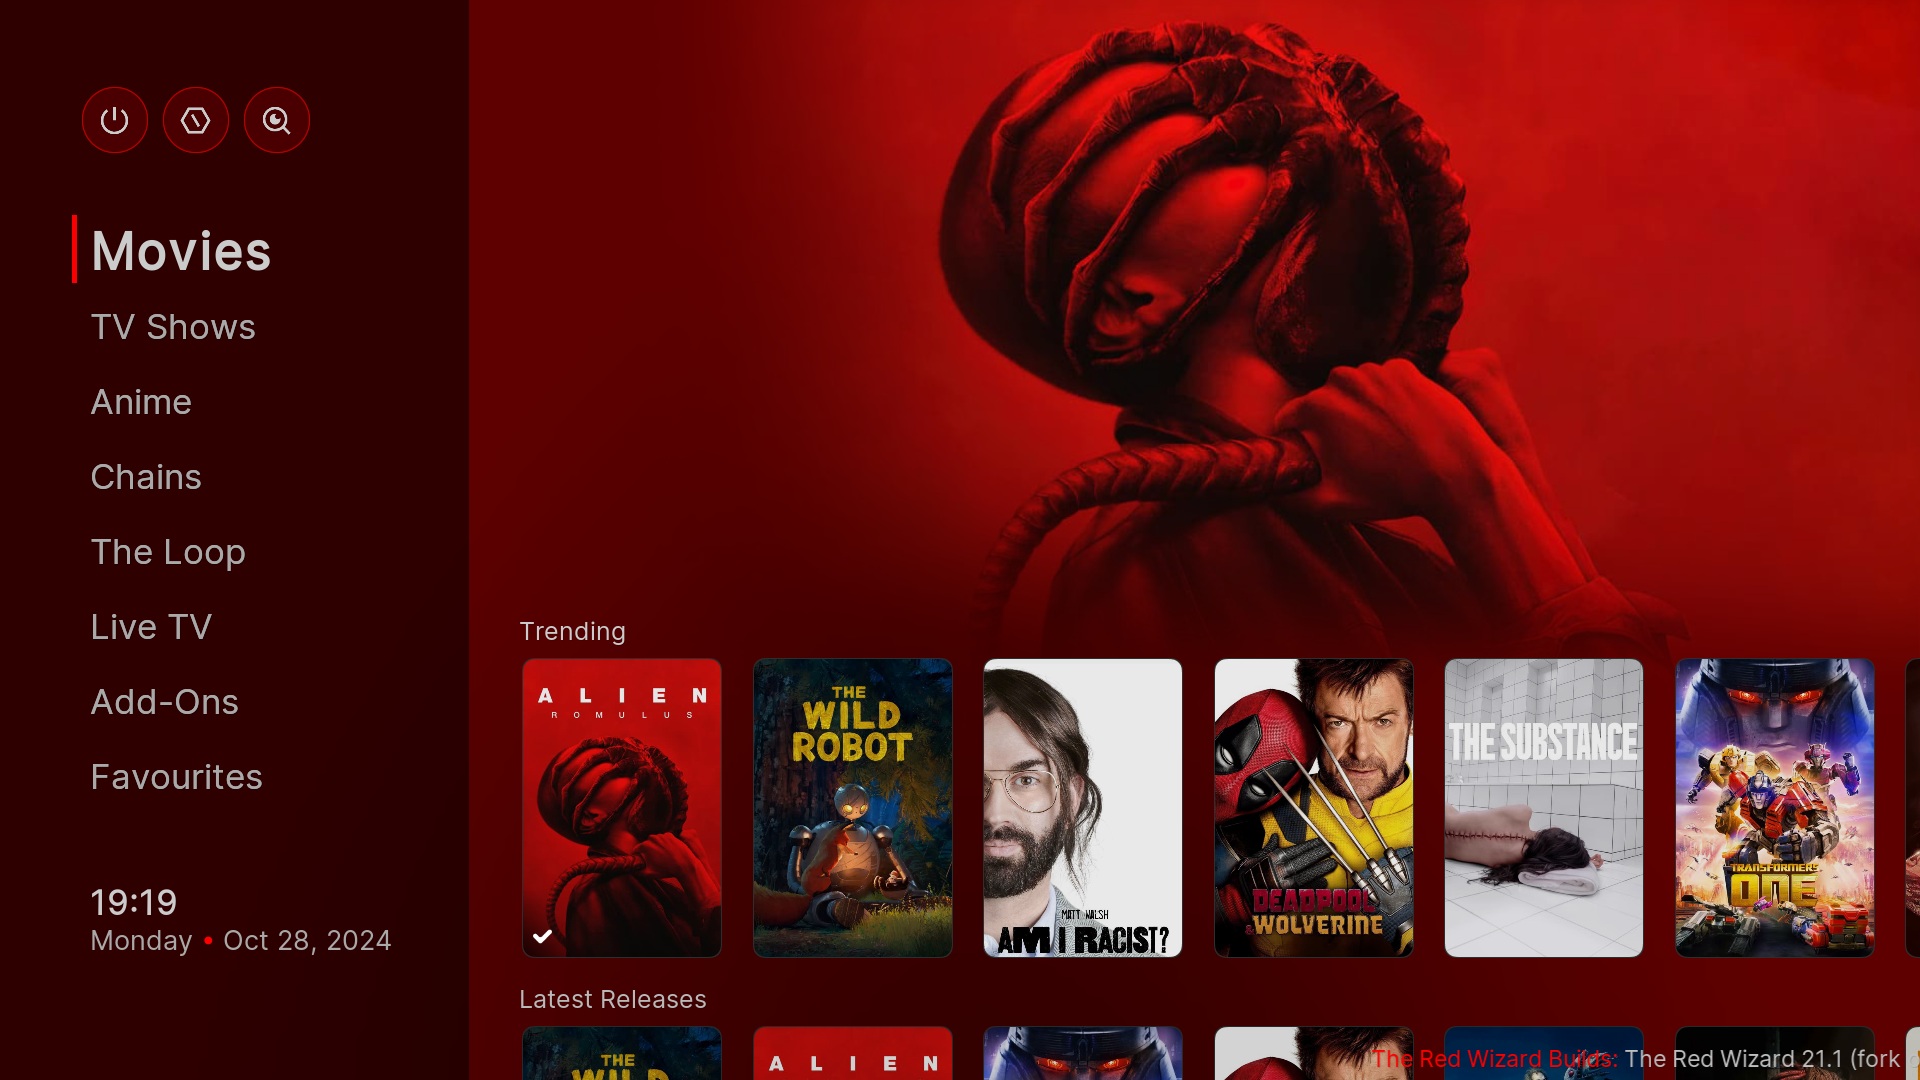 Movies
TV Shows
Anime
Chains
The Loop
Live TV
Add-Ons
Favourites
19:19
Monday • Oct 28, 2024
Trending
ALIEN
ROMULUS
THE
WILD
ROBOT
MATT WALSH
AM I RACIST?
DEADPOOL
& WOLVERINE
THE SUBSTANCE
TRANSFORMERS
ONE
Latest Releases
THE
WILD
ALIEN
The Red Wizard Builds: The Red Wizard 21.1 (fork